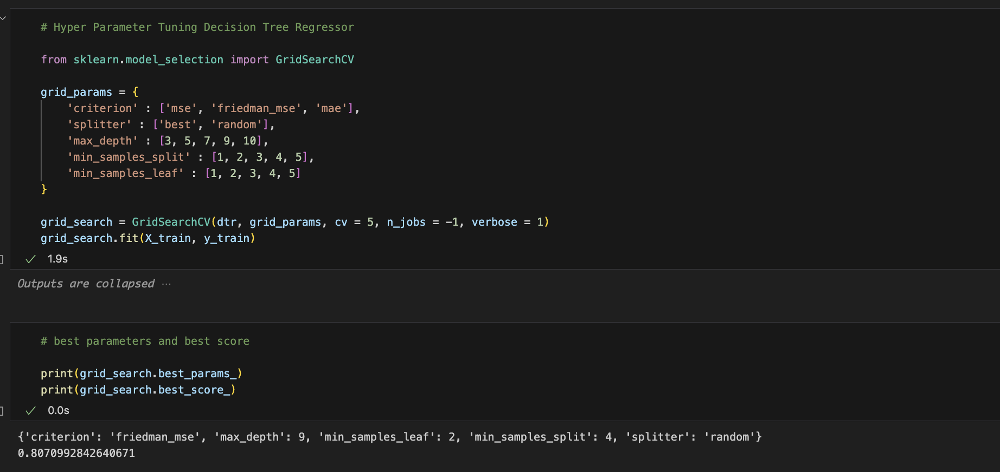 # Hyper Parameter Tuning Decision Tree Regressor
from sklearn.model_selection import GridSearchCV
grid_params = {
'criterion' : ['mse', 'friedman_mse', 'mae'],
'splitter' : ['best', 'random'],
'max_depth' : [3, 5, 7, 9, 10],
'min_samples_split' : [1, 2, 3, 4, 5],
'min_samples_leaf' : [1, 2, 3, 4, 5]
}
grid_search = GridSearchCV(dtr, grid_params, cv = 5, n_jobs = -1, verbose = 1)
grid_search.fit(X_train, y_train)
1.9s
Outputs are collapsed ...
# best parameters and best score
print(grid_search.best_params_)
print(grid_search.best_score_)
0.0s
{'criterion': 'friedman_mse', 'max_depth': 9, 'min_samples_leaf': 2, 'min_samples_split': 4, 'splitter': 'random'}
0.8070992842640671